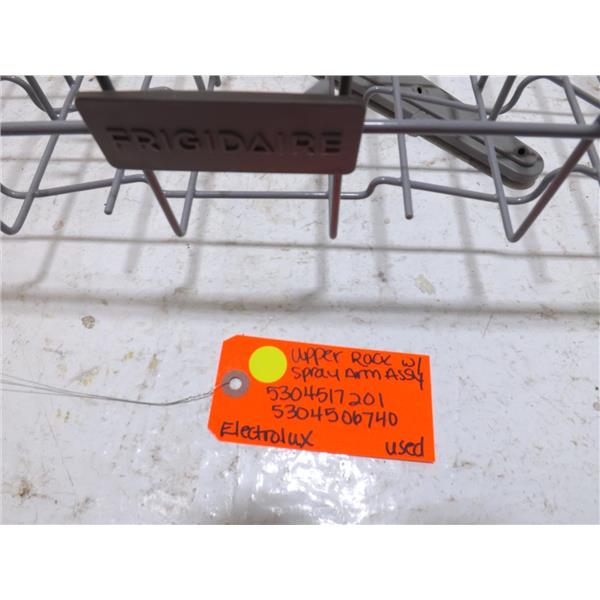 FRIGIDAIRE
upper Rack w/
Spray Arm Assy
5304517201
5304506740
Electrolux used